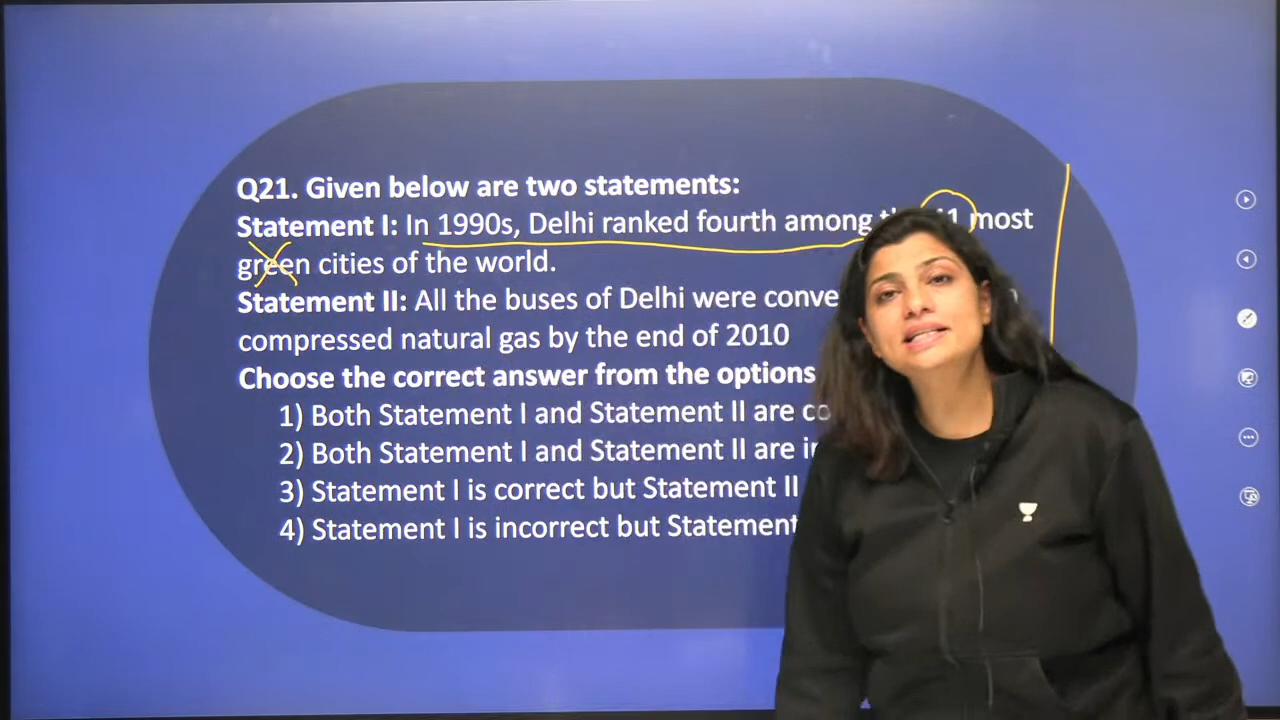 Q21. Given below are two statements:
Statement I: In 1990s, Delhi ranked fourth among most
green cities of the world.
Statement II: All the buses of Delhi were
compressed natural gas by the end of 2010
Choose the correct answer from the options
1) Both Statement I and Statement II are
2) Both Statement I and Statement II are
3) Statement I is correct but Statement II
4) Statement I is incorrect but Statement